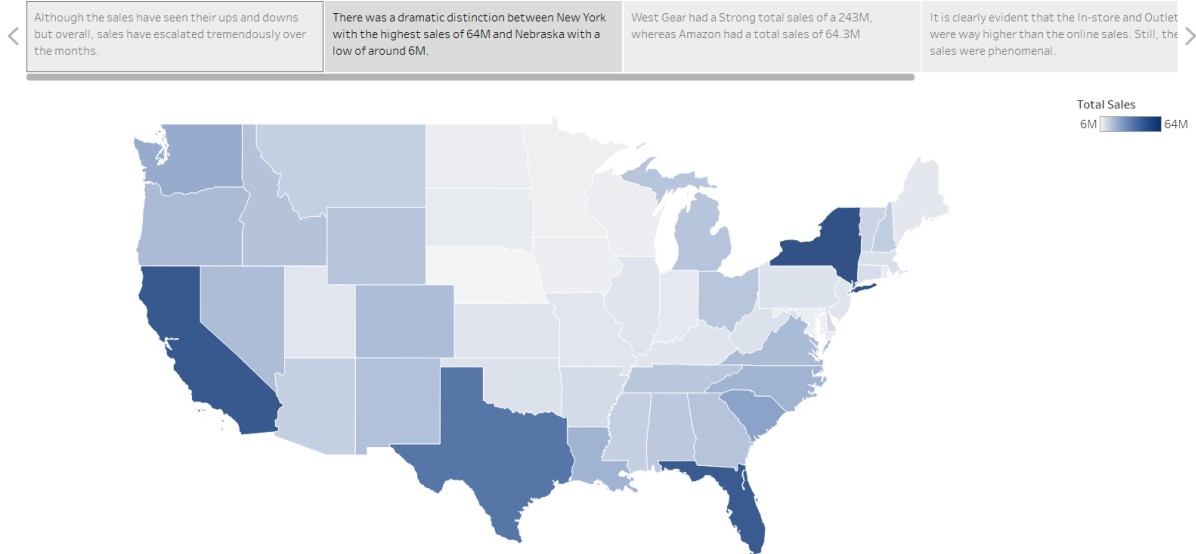 Although the sales have seen their ups and downs
but overall, sales have escalated tremendously over
the months.
There was a dramatic distinction between New York
with the highest sales of 64M and Nebraska with a
low of around 6M.
West Gear had a Strong total sales of a 243M,
whereas Amazon had a total sales of 64.3M
It is clearly evident that the In-store and Outlet
were way higher than the online sales. Still, the
sales were phenomenal.
Total Sales
6M 64M